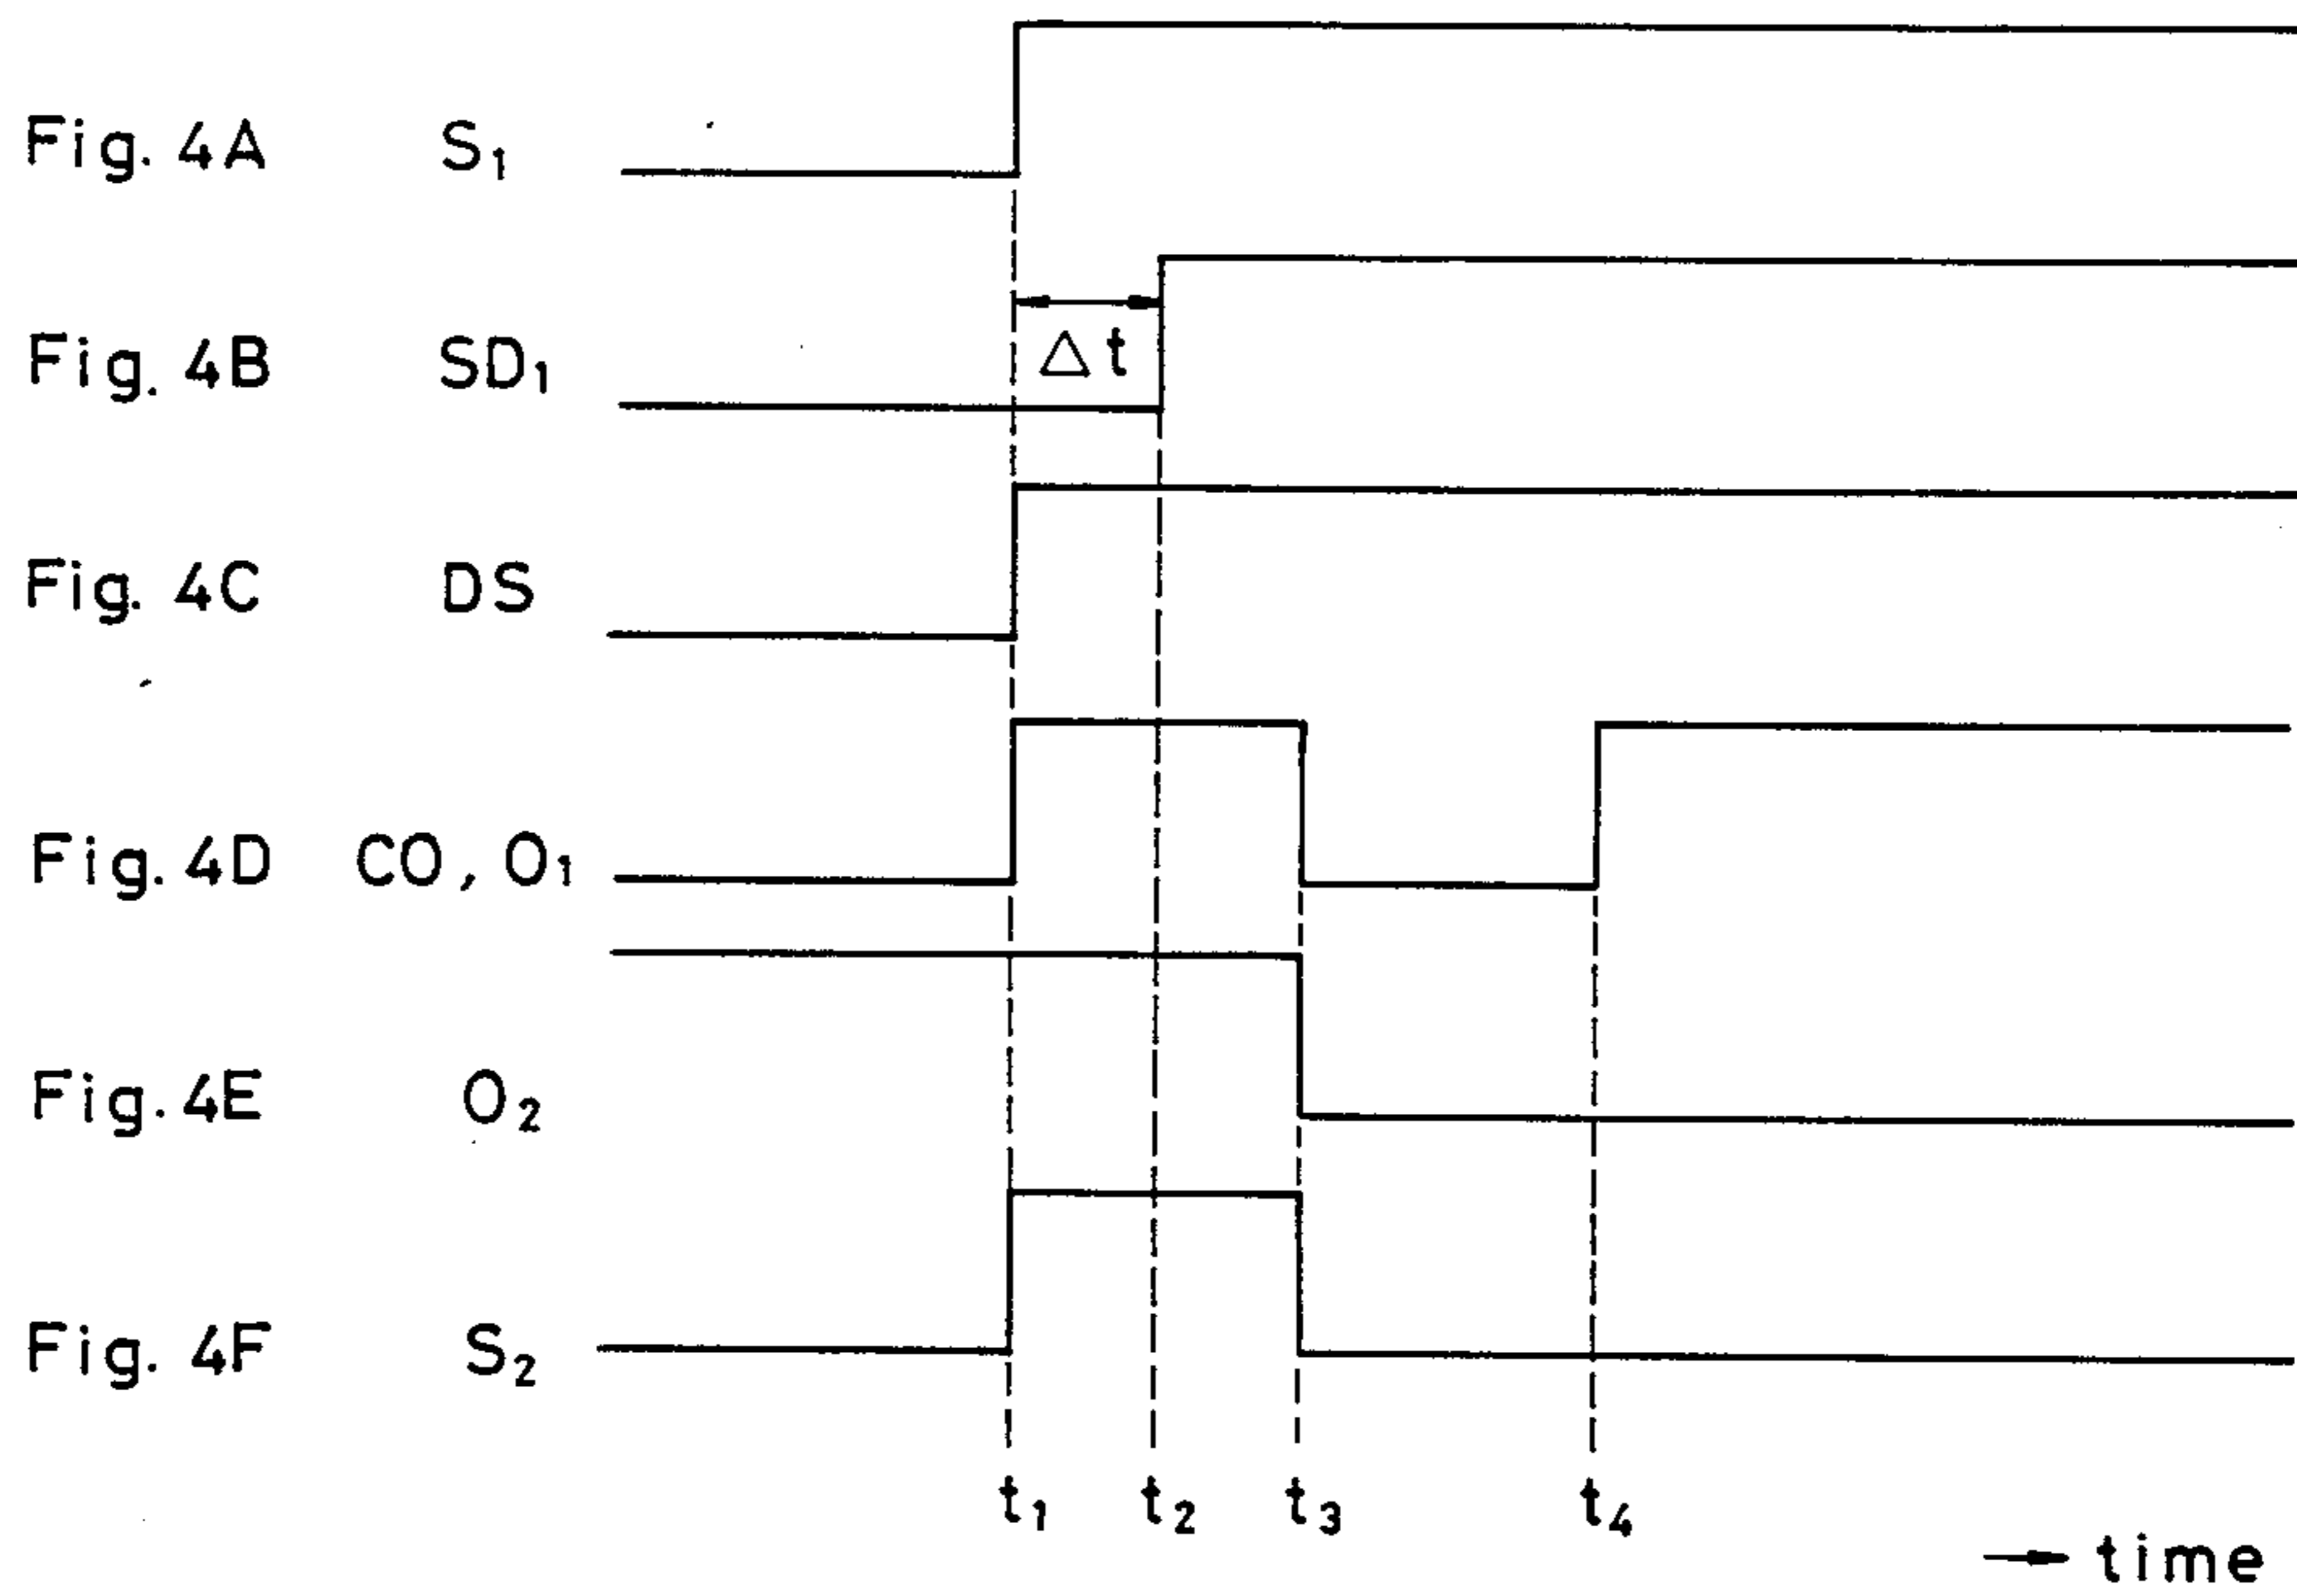 Fig. 4A S₁
Δt
Fig. 4B SD₁
Fig. 4C DS
Fig. 4D CO, O₁
Fig. 4E O₂
Fig. 4F S₂
t₁ t₂ t₃ t₄
time